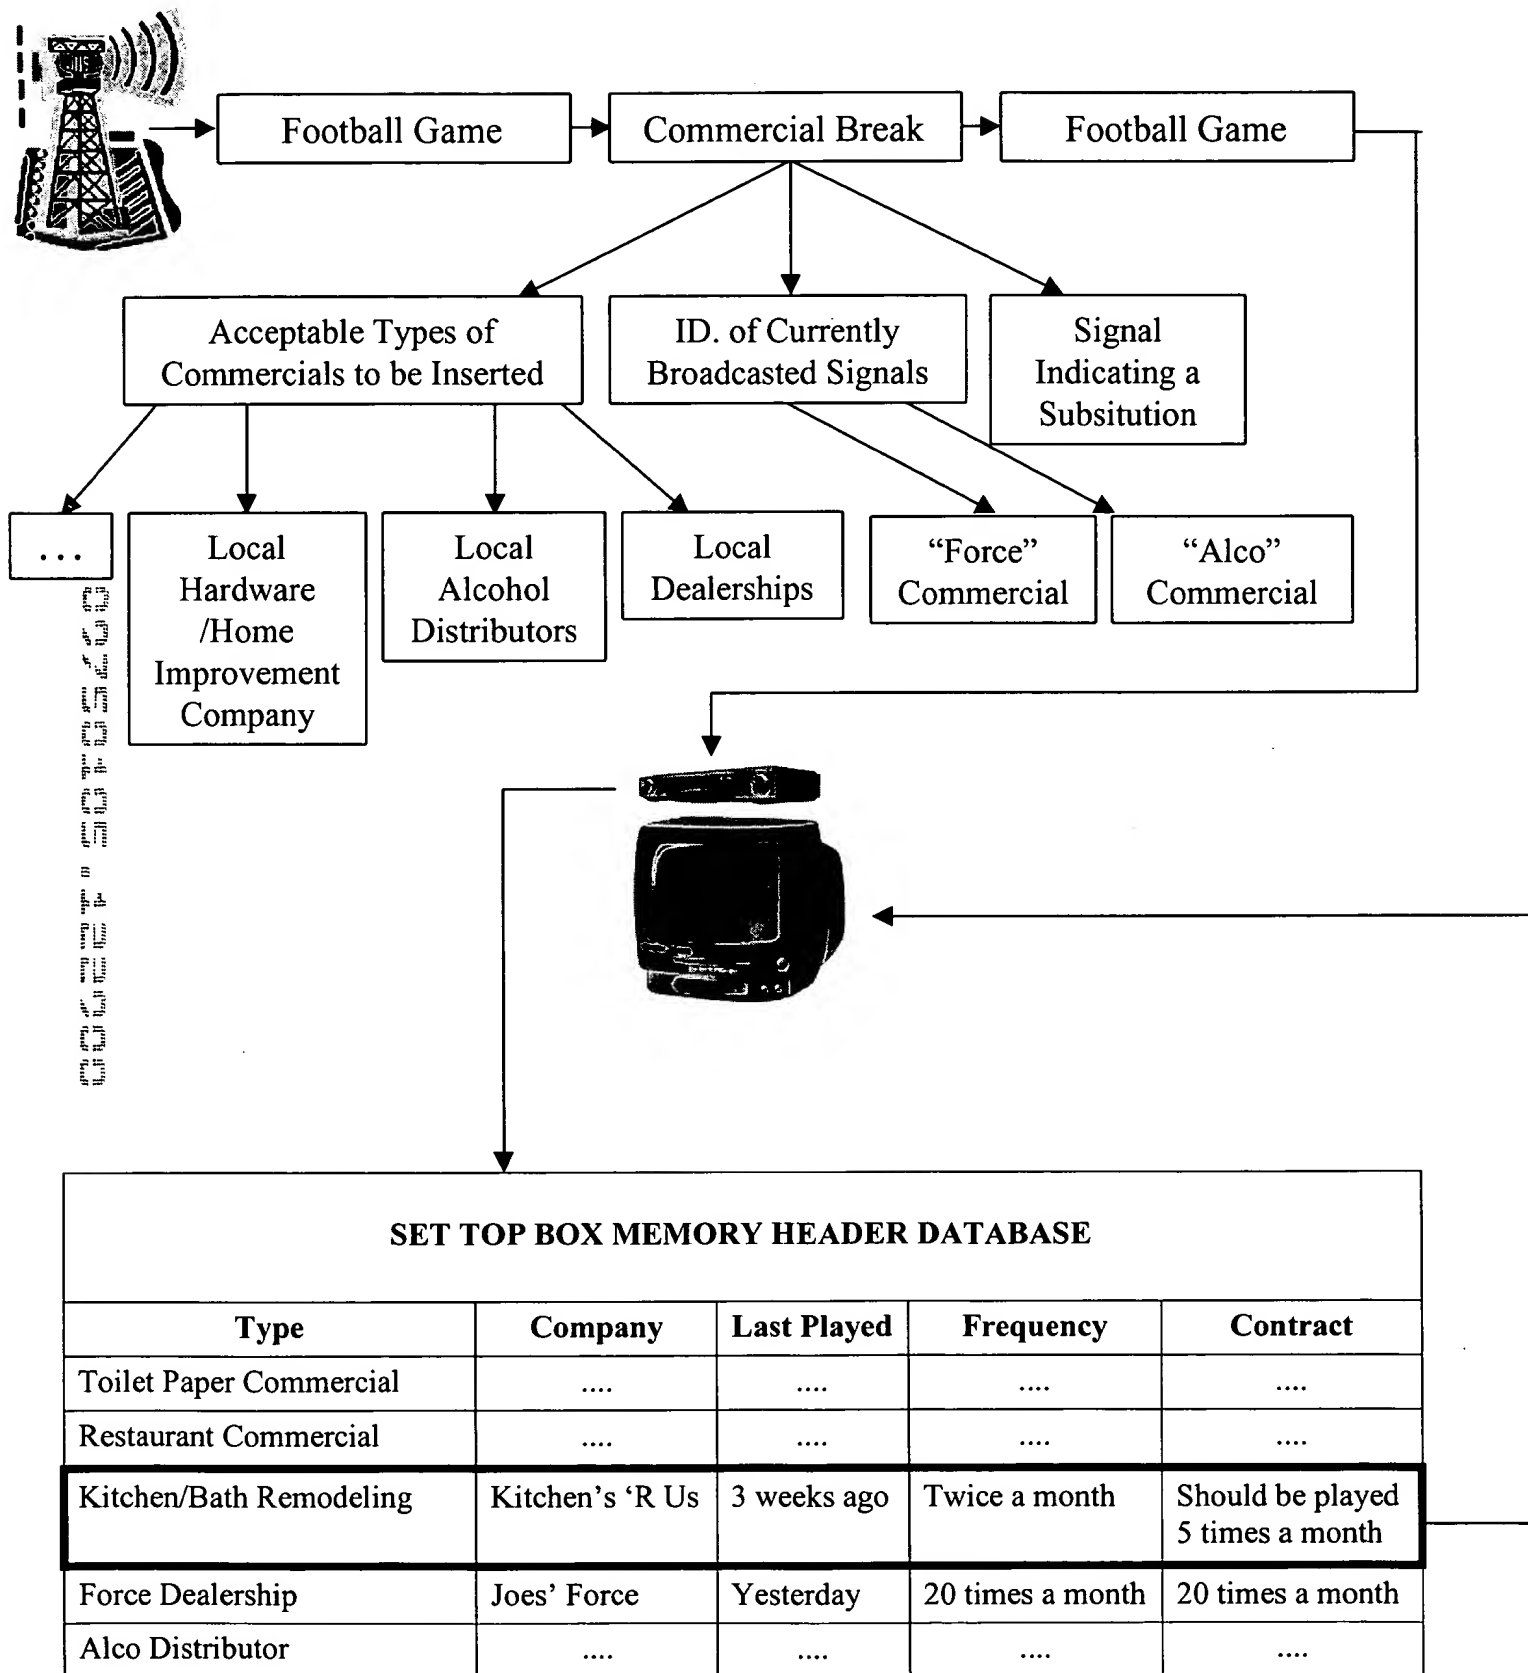 Football Game
Commercial Break
Football Game
Acceptable Types of
Commercials to be Inserted
ID. of Currently
Broadcasted Signals
Signal
Indicating a
Subsitution
...
Local
Hardware
/Home
Improvement
Company
Local
Alcohol
Distributors
Local
Dealerships
“Force”
Commercial
“Alco”
Commercial
SET TOP BOX MEMORY HEADER DATABASE
Type Company Last Played Frequency Contract
Toilet Paper Commercial .... .... .... ....
Restaurant Commercial .... .... .... ....
Kitchen/Bath Remodeling Kitchen's ‘R Us 3 weeks ago Twice a month Should be played
5 times a month
Force Dealership Joes’ Force Yesterday 20 times a month 20 times a month
Alco Distributor .... .... .... ....